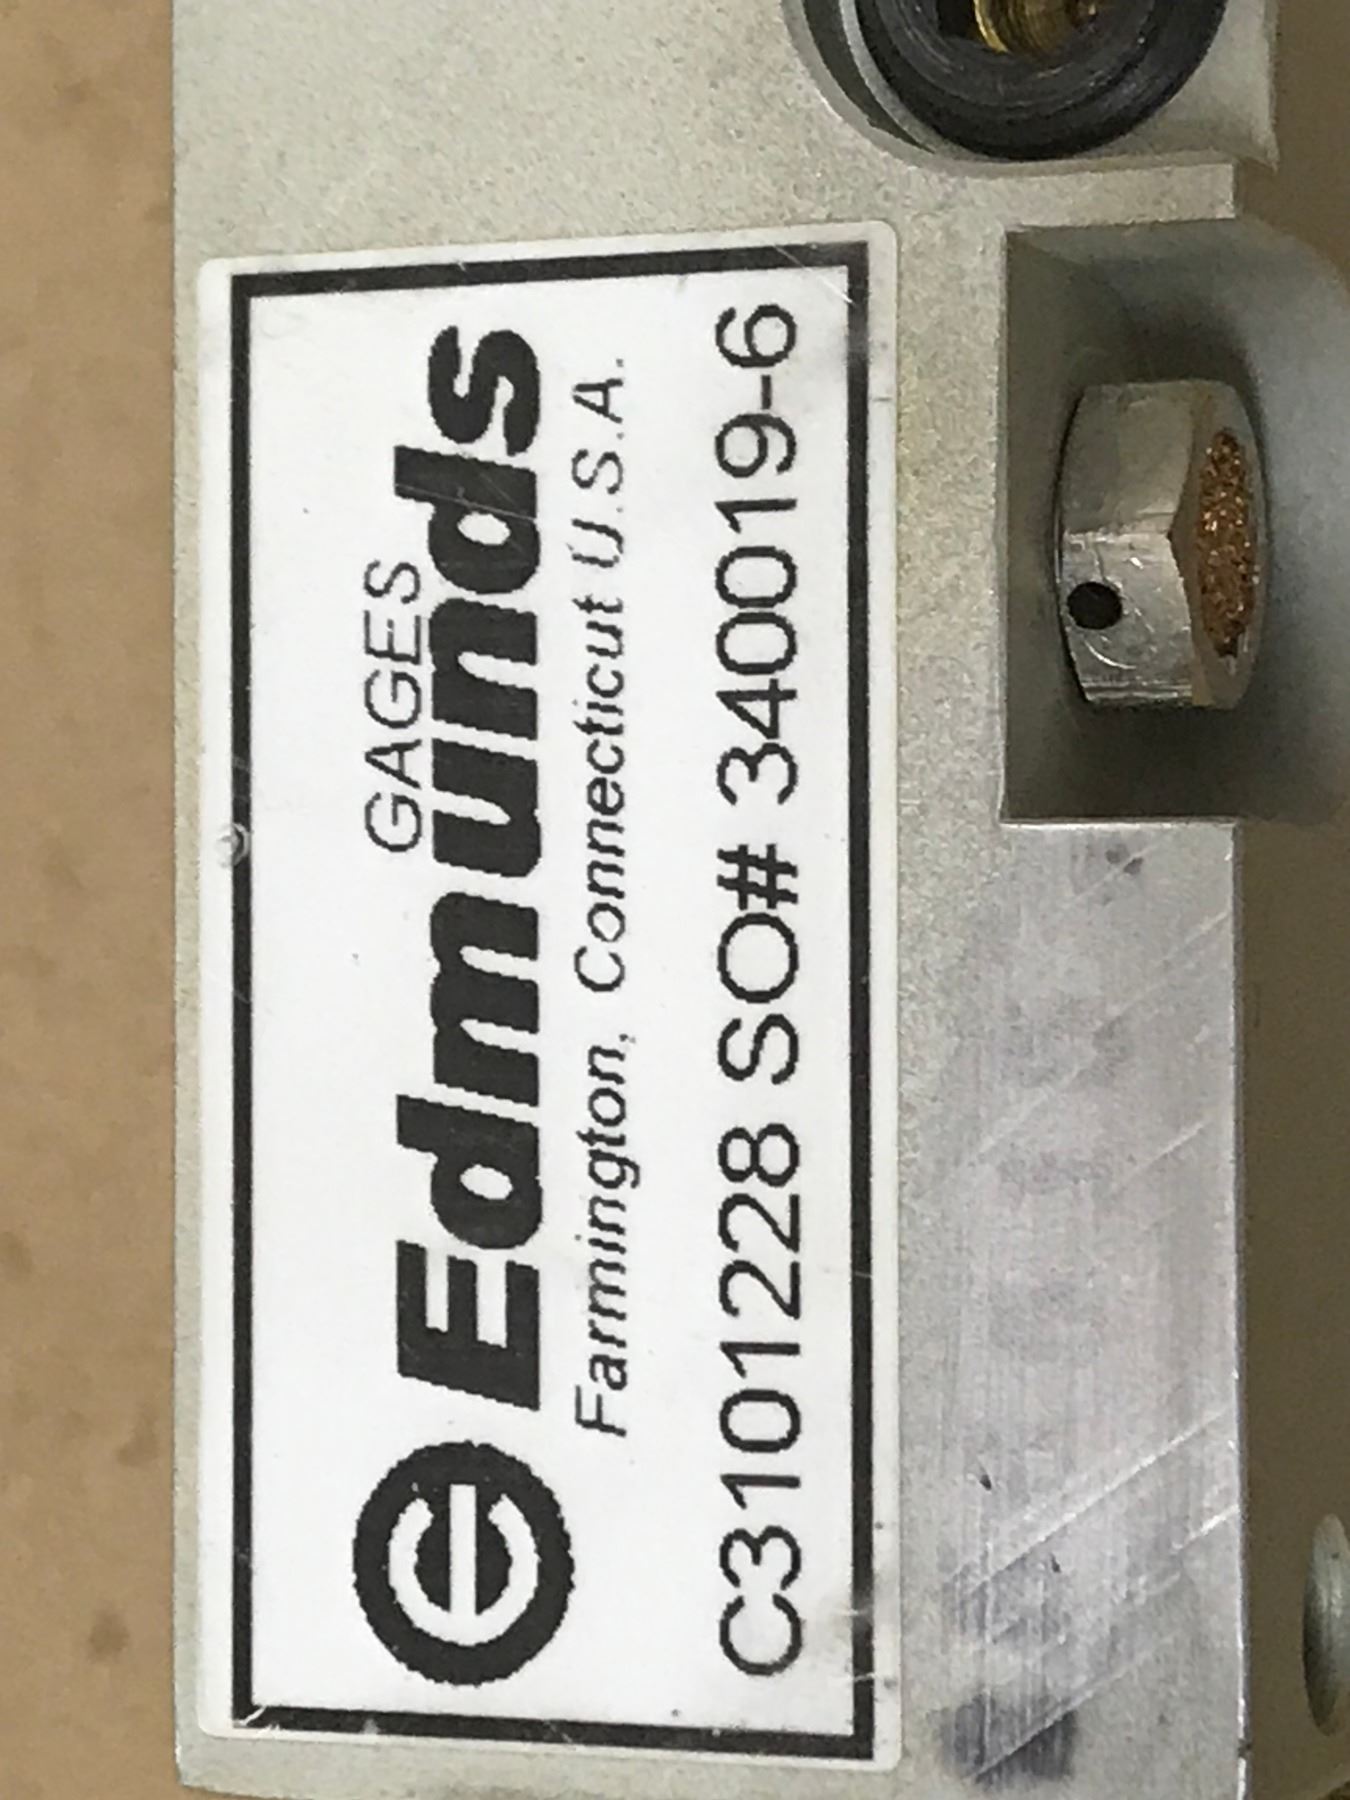 GAGES
Edmunds
Farmington, Connecticut U.S.A.
C3101228 SO# 340019-6